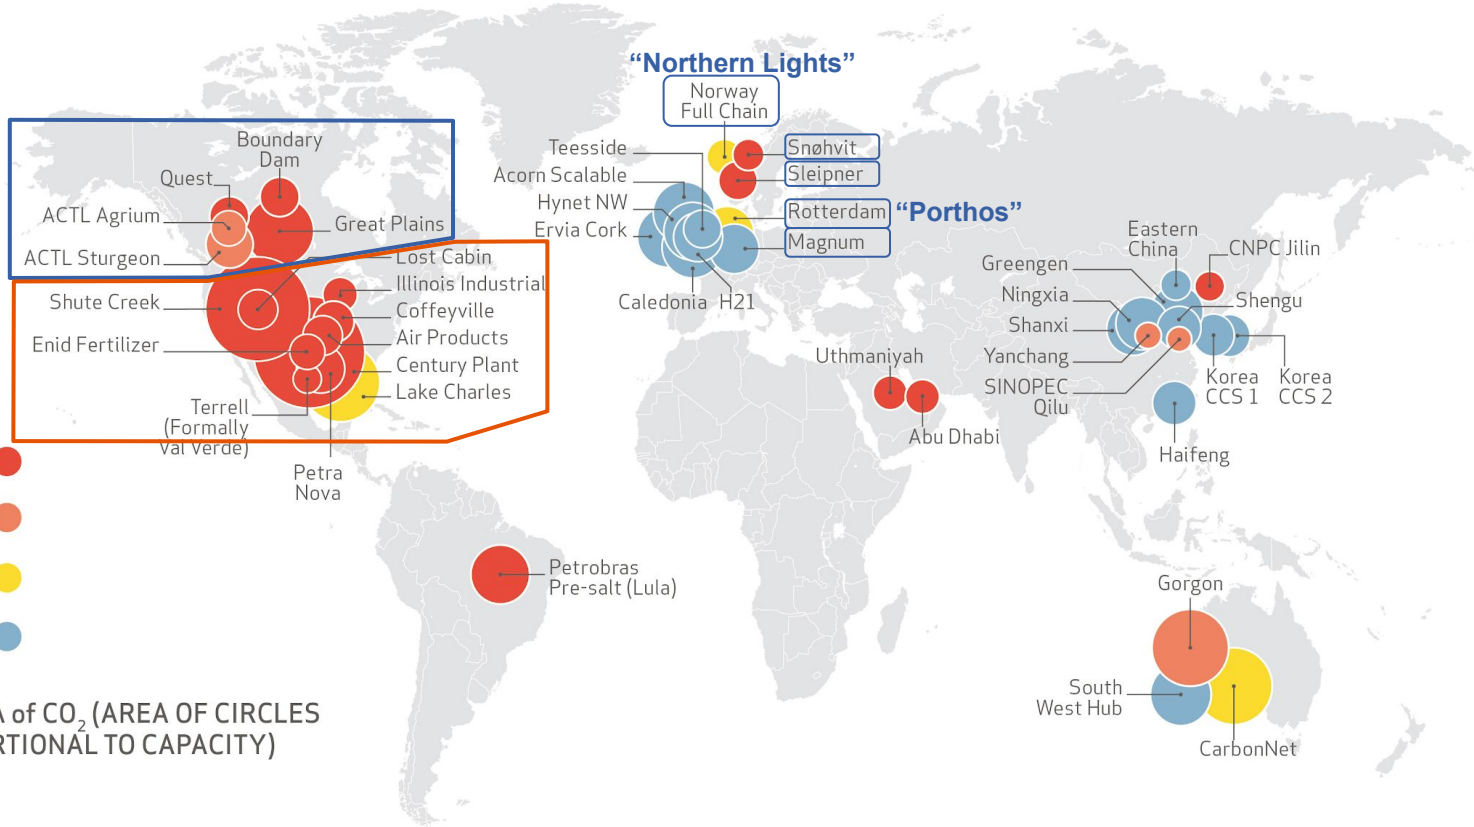 “Northern Lights”
Norway
Full Chain
Boundary
Dam
Quest
ACTL Agrium
Great Plains
ACTL Sturgeon
Lost Cabin
Illinois Industrial
Shute Creek
Coffeyville
Enid Fertilizer
Air Products
Century Plant
Lake Charles
Terrell
(Formally
Val Verde)
Petra
Nova
Petrobras
Pre-salt (Lula)
Teesside
Snøhvit
Acorn Scalable
Sleipner
Hynet NW
Rotterdam
“Porthos”
Ervia Cork
Magnum
Caledonia
H21
Eastern
China
CNPC Jilin
Greengen
Ningxia
Shengu
Shanxi
Yanchang
SINOPEC
Qilu
Korea
CCS 1
Korea
CCS 2
Uthmaniyah
Abu Dhabi
Haifeng
Gorgon
South
West Hub
CarbonNet
A of CO2 (AREA OF CIRCLES
RTIONAL TO CAPACITY)